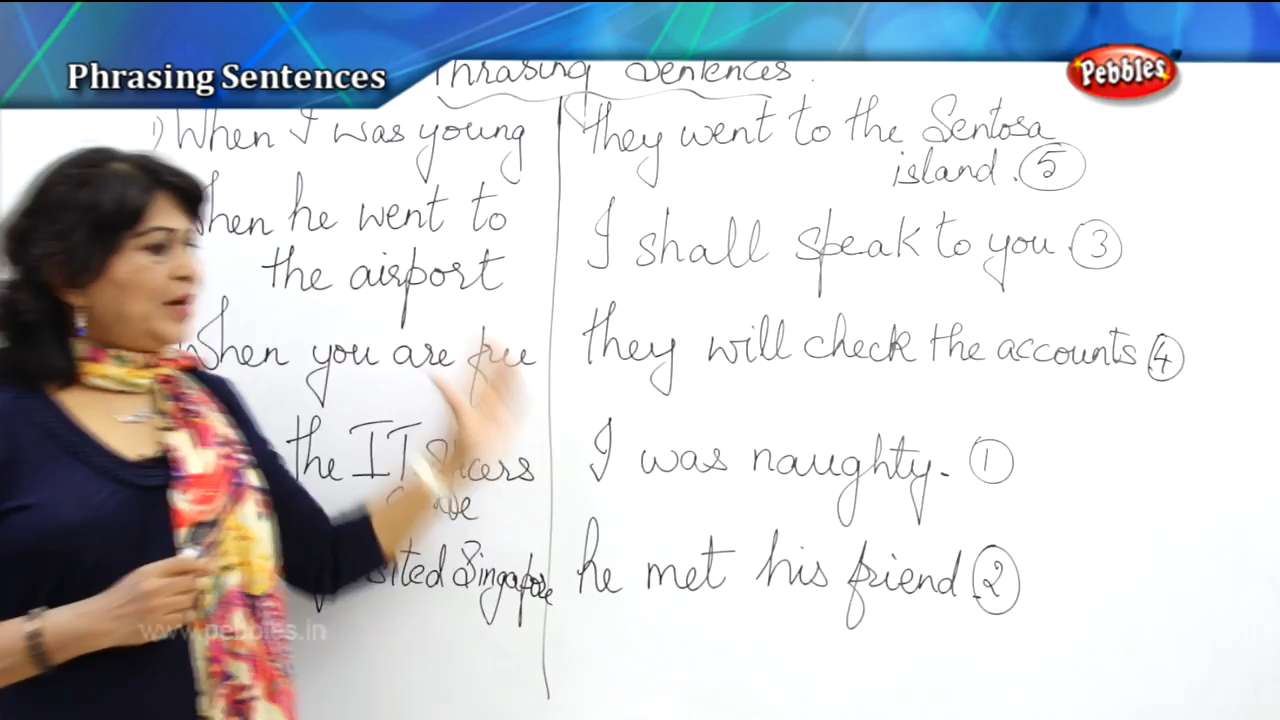 Phrasing Sentences
Pebbles
Phrasing Sentences.
1) When I was young
they went to the Sentosa
island. 5
he went to
the airport
I shall speak to you. 3
When you are free
they will check the accounts. 4
the IT
I was naughty. 1
Singapore
he met his friend. 2
www.pebbles.in